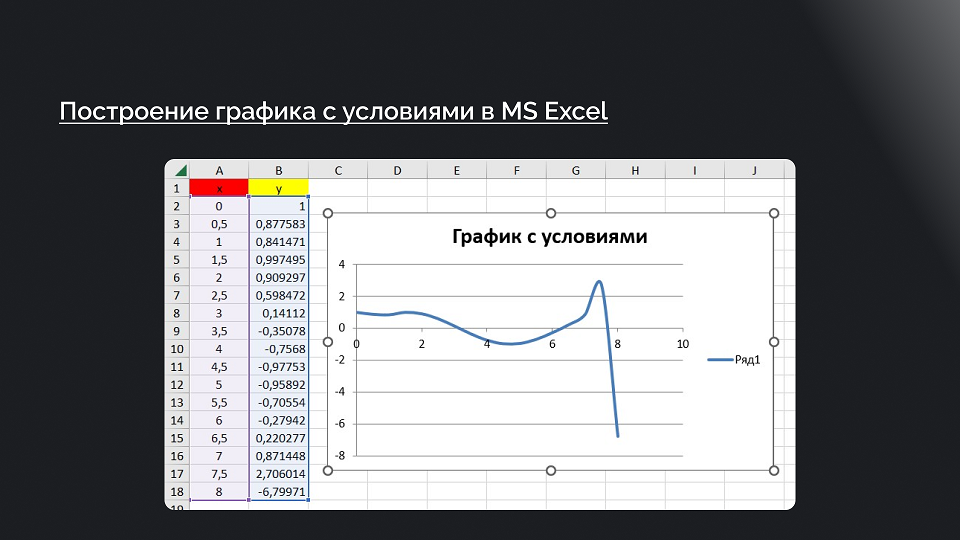 Построение графика с условиями в MS Excel
A B C D E F G H I J
1 x y
2 0 1
3 0,5 0,877583
4 1 0,841471
5 1,5 0,997495
6 2 0,909297
7 2,5 0,598472
8 3 0,14112
9 3,5 -0,35078
10 4 -0,7568
11 4,5 -0,97753
12 5 -0,95892
13 5,5 -0,70554
14 6 -0,27942
15 6,5 0,220277
16 7 0,871448
17 7,5 2,706014
18 8 -6,79971
19
График с условиями
4
2
0
0 2 4 6 8 10
-2
Ряд1
-4
-6
-8